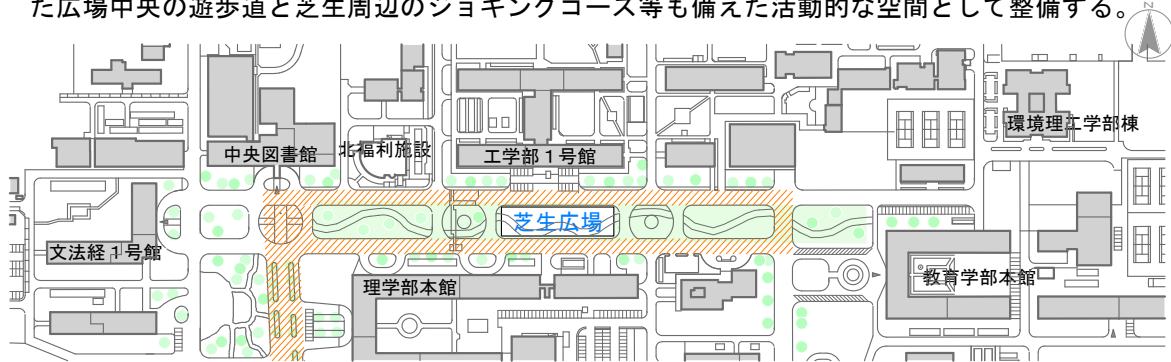 た広場中央の遊歩道と芝生周辺のジョギングコース等も備えた活動的な空間として整備する。
N
環境理工学部棟
中央図書館
北福利施設
工学部１号館
芝生広場
文法経１号館
理学部本館
教育学部本館